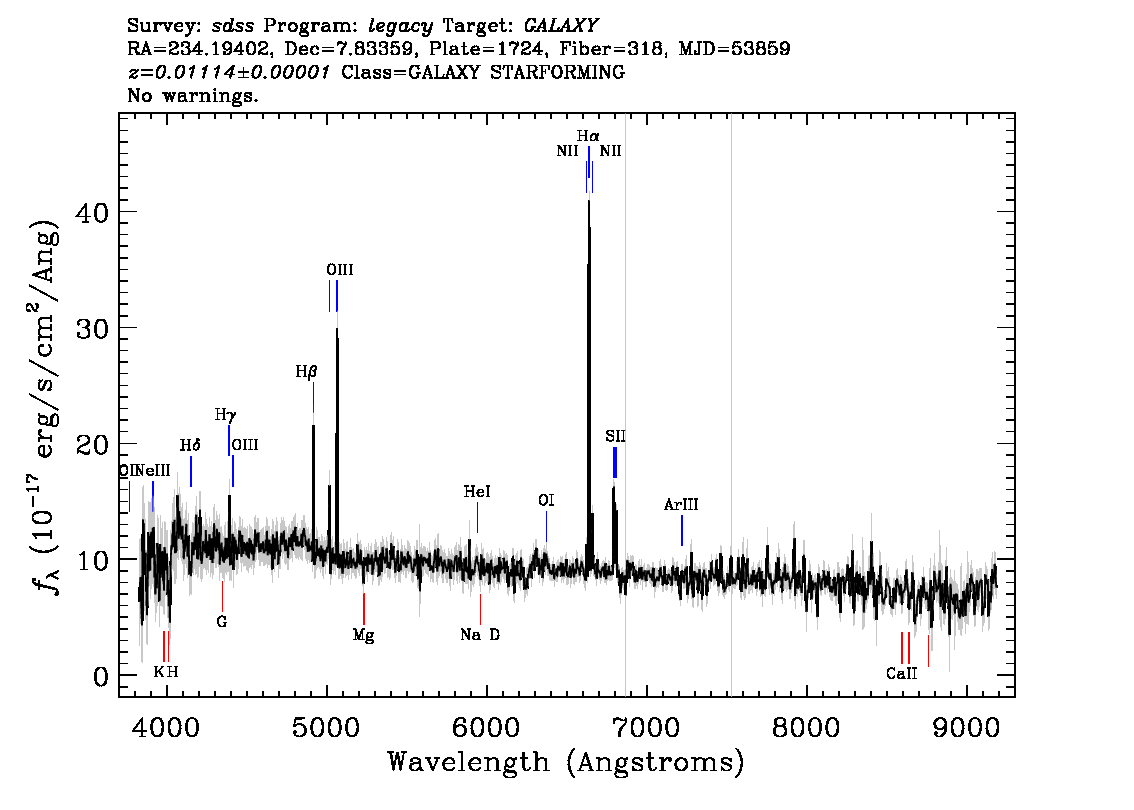 Survey: sdss Program: legacy Target: GALAXY
RA=234.19402, Dec=7.83359, Plate=1724, Fiber=318, MJD=53859
z=0.01114±0.00001 Class=GALAXY STARFORMING
No warnings.
Hα
NII NII
OIII
Hβ
Hγ
Hδ OIII
SII
OII NeIII
HeI
OI
ArIII
G
Mg
Na D
K H
CaII
0
10
20
30
40
4000 5000 6000 7000 8000 9000
Wavelength (Angstroms)
fλ (10⁻¹⁷ erg/s/cm²/Ang)